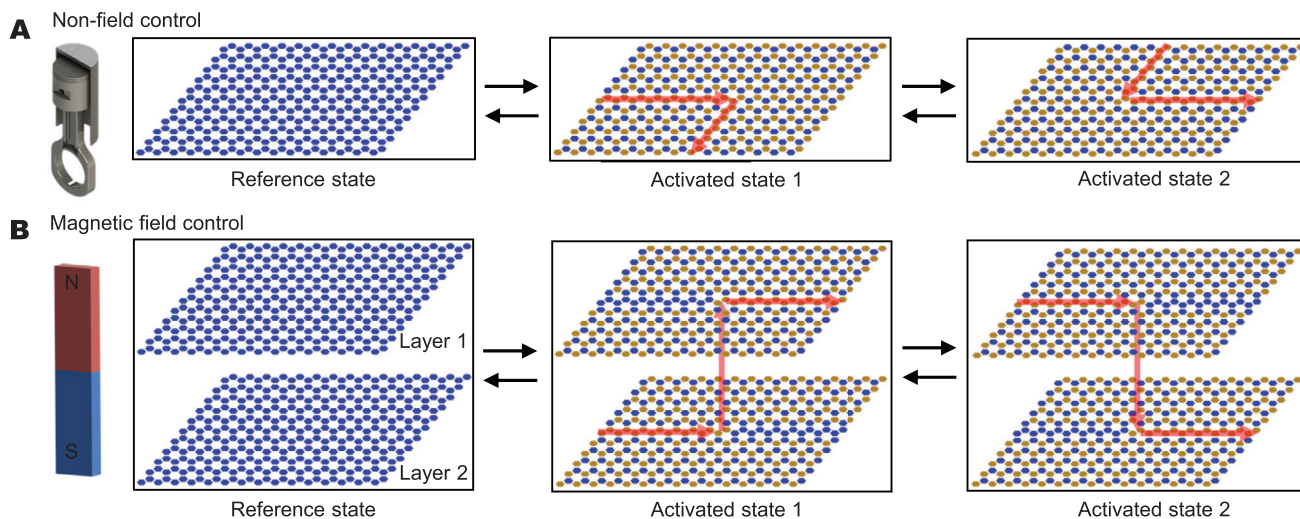 A Non-field control
Reference state
Activated state 1
Activated state 2
B Magnetic field control
N
S
Layer 1
Layer 2
Reference state
Activated state 1
Activated state 2